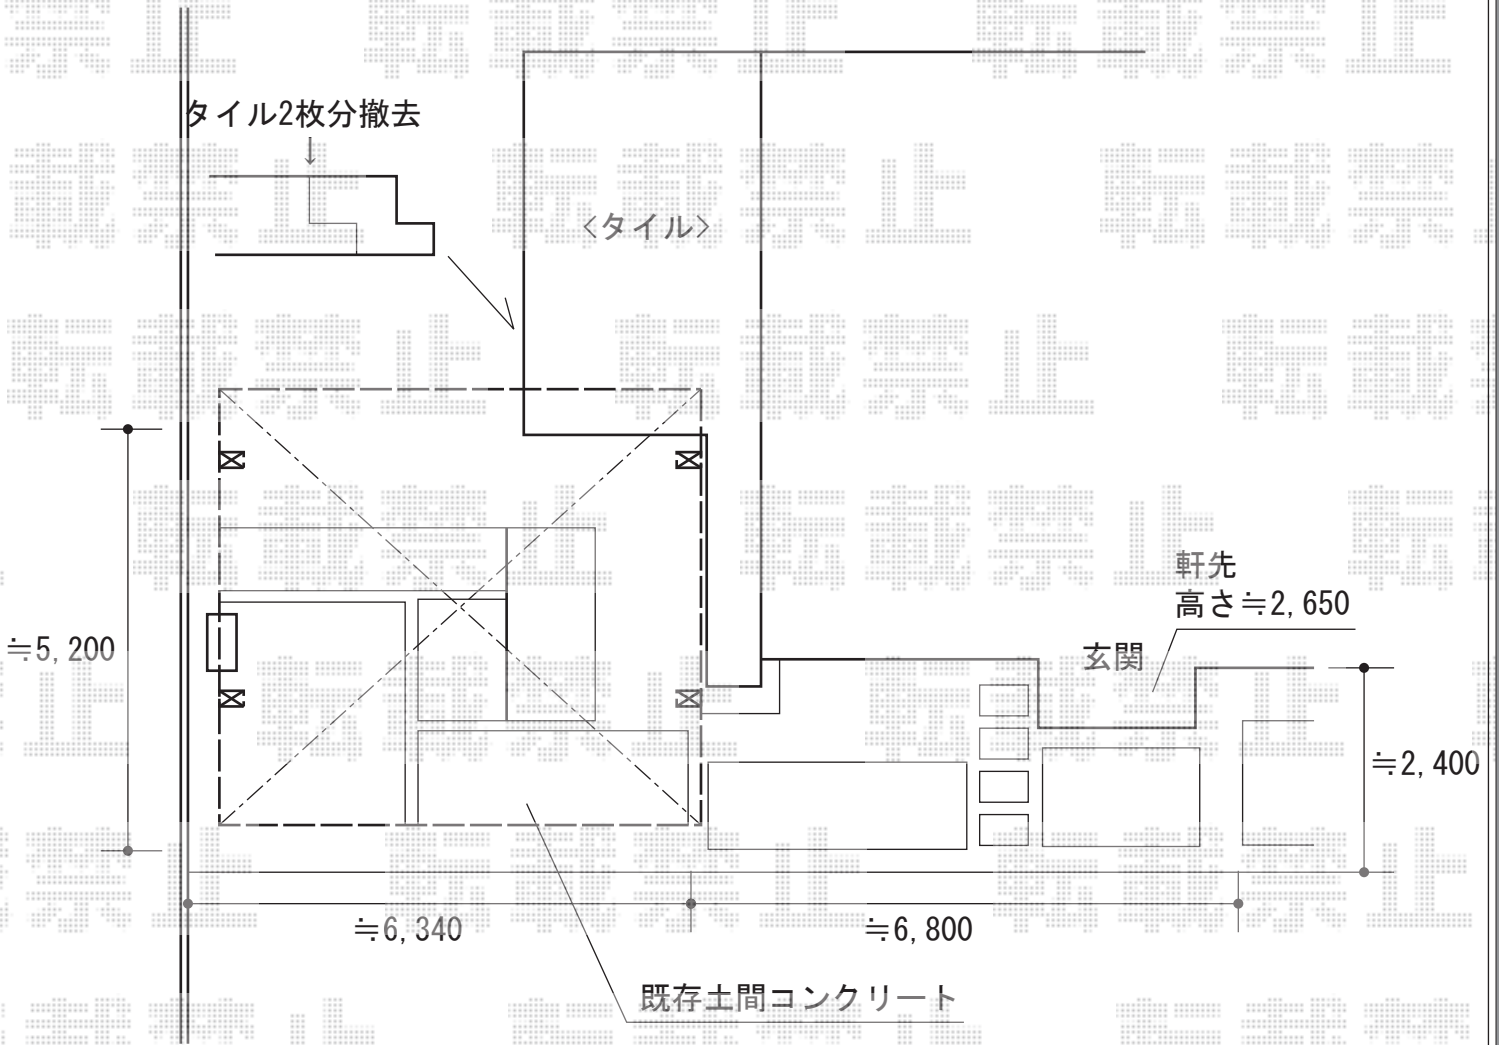 タイル2枚分撤去
↓
<タイル>
軒先
高さ≒2,650
玄関
≒5,200
≒2,400
≒6,340
≒6,800
既存土間コンクリート
転載禁止